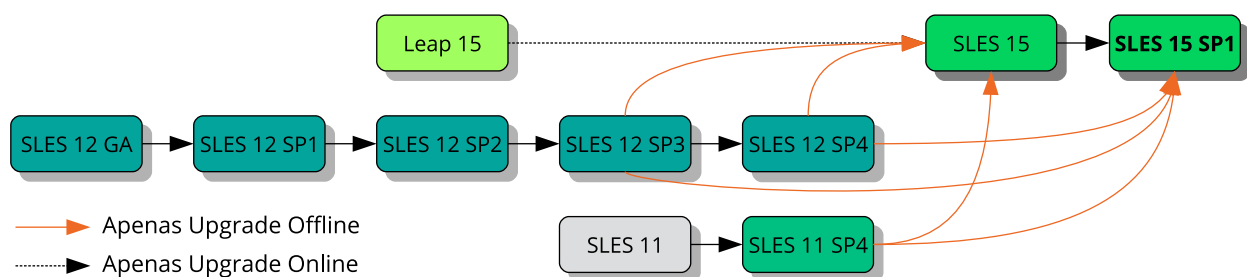 Leap 15
SLES 15
SLES 15 SP1
SLES 12 GA
SLES 12 SP1
SLES 12 SP2
SLES 12 SP3
SLES 12 SP4
SLES 11
SLES 11 SP4
Apenas Upgrade Offline
Apenas Upgrade Online